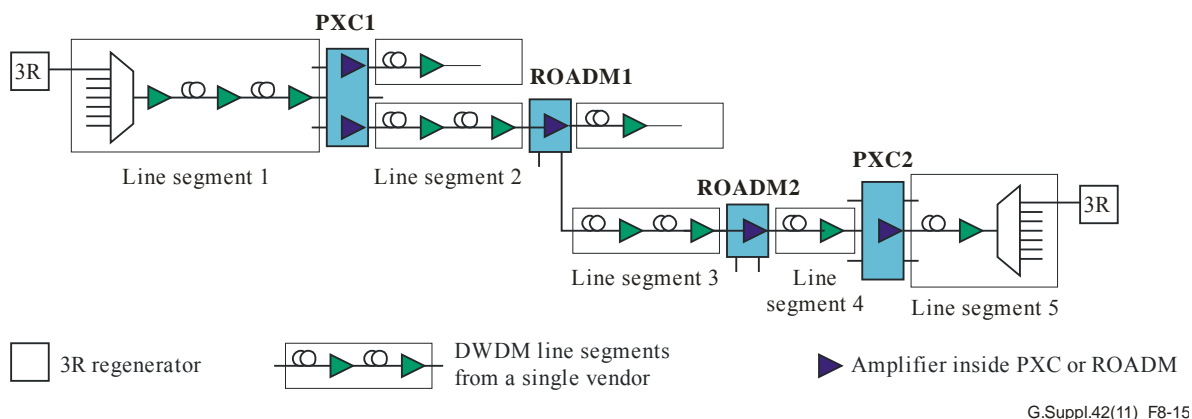 PXC1
3R
ROADM1
Line segment 1
Line segment 2
PXC2
ROADM2
3R
Line segment 3
Line
segment 4
Line segment 5
3R regenerator
DWDM line segments
from a single vendor
Amplifier inside PXC or ROADM
G.Suppl.42(11)_F8-15